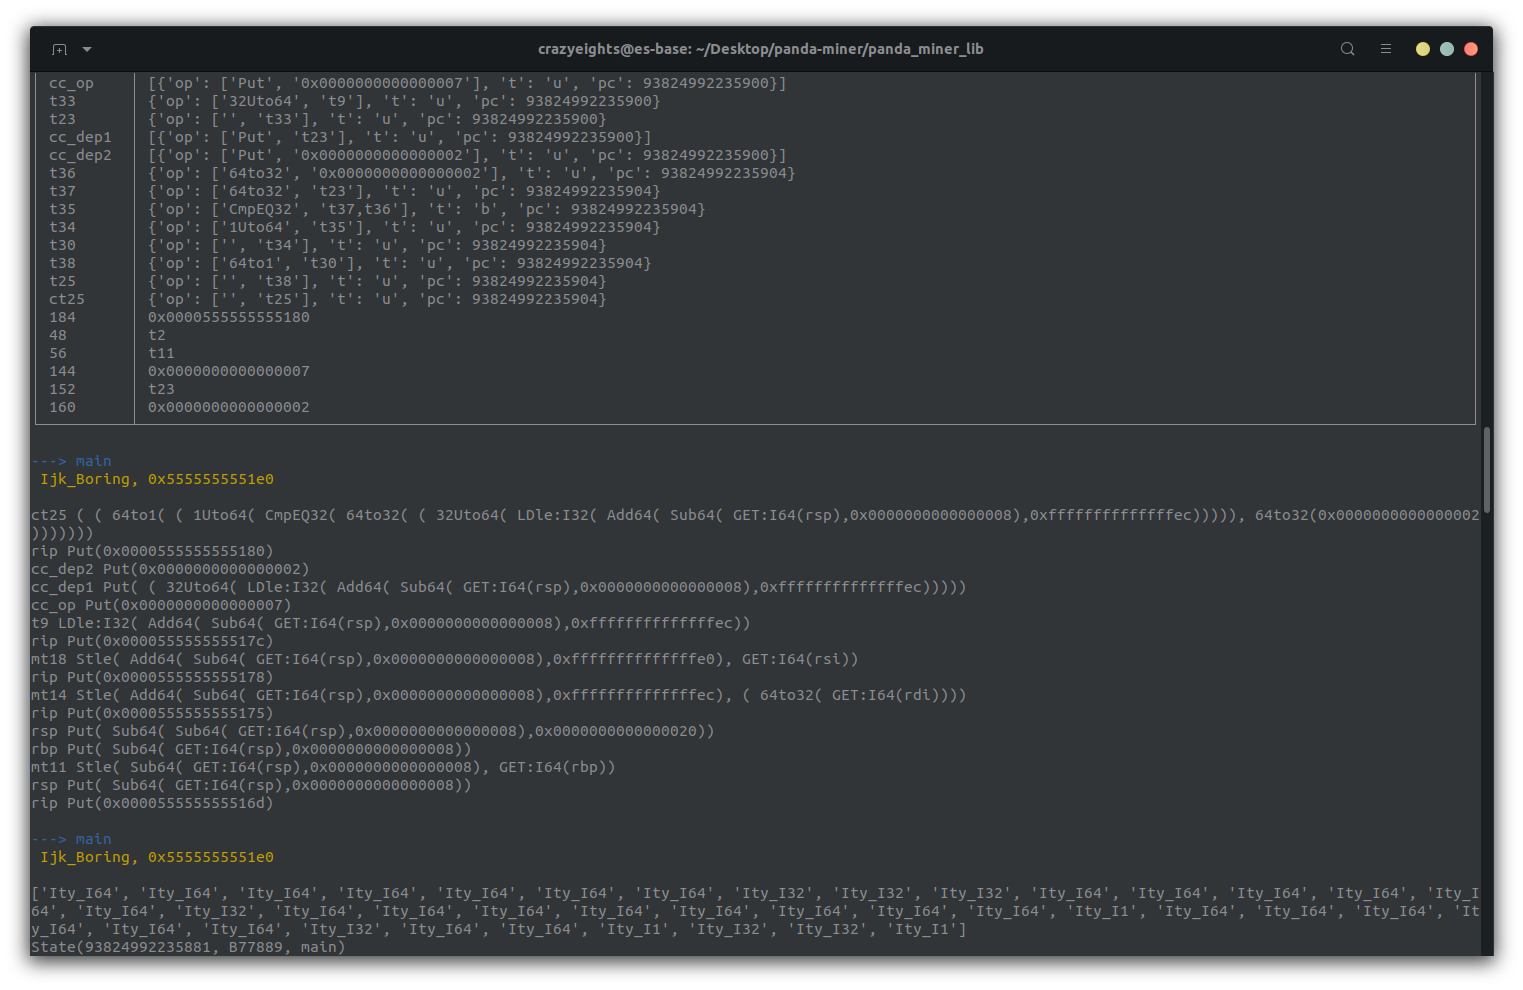 crazyeights@es-base: ~/Desktop/panda-miner/panda_miner_lib
cc_op [{'op': ['Put', '0x0000000000000007'], 't': 'u', 'pc': 93824992235900}]
t33 {'op': ['32Uto64', 't9'], 't': 'u', 'pc': 93824992235900}
t23 {'op': ['', 't33'], 't': 'u', 'pc': 93824992235900}
cc_dep1 [{'op': ['Put', 't23'], 't': 'u', 'pc': 93824992235900}]
cc_dep2 [{'op': ['Put', '0x0000000000000002'], 't': 'u', 'pc': 93824992235900}]
t36 {'op': ['64to32', '0x0000000000000002'], 't': 'u', 'pc': 93824992235904}
t37 {'op': ['64to32', 't23'], 't': 'u', 'pc': 93824992235904}
t35 {'op': ['CmpEQ32', 't37,t36'], 't': 'b', 'pc': 93824992235904}
t34 {'op': ['1Uto64', 't35'], 't': 'u', 'pc': 93824992235904}
t30 {'op': ['', 't34'], 't': 'u', 'pc': 93824992235904}
t38 {'op': ['64to1', 't30'], 't': 'u', 'pc': 93824992235904}
t25 {'op': ['', 't38'], 't': 'u', 'pc': 93824992235904}
ct25 {'op': ['', 't25'], 't': 'u', 'pc': 93824992235904}
184 0x0000555555555180
48 t2
56 t11
144 0x0000000000000007
152 t23
160 0x0000000000000002
---> main
Ijk_Boring, 0x5555555551e0
ct25 ( ( 64to1( ( 1Uto64( CmpEQ32( 64to32( ( 32Uto64( LDle:I32( Add64( Sub64( GET:I64(rsp),0x0000000000000008),0xffffffffffffffec))))), 64to32(0x0000000000000002
)))))))
rip Put(0x0000555555555180)
cc_dep2 Put(0x0000000000000002)
cc_dep1 Put( ( 32Uto64( LDle:I32( Add64( Sub64( GET:I64(rsp),0x0000000000000008),0xffffffffffffffec)))))
cc_op Put(0x0000000000000007)
t9 LDle:I32( Add64( Sub64( GET:I64(rsp),0x0000000000000008),0xffffffffffffffec))
rip Put(0x000055555555517c)
mt18 Stle( Add64( Sub64( GET:I64(rsp),0x0000000000000008),0xffffffffffffffe0), GET:I64(rsi))
rip Put(0x0000555555555178)
mt14 Stle( Add64( Sub64( GET:I64(rsp),0x0000000000000008),0xffffffffffffffec), ( 64to32( GET:I64(rdi))))
rip Put(0x0000555555555175)
rsp Put( Sub64( Sub64( GET:I64(rsp),0x0000000000000008),0x0000000000000020))
rbp Put( Sub64( GET:I64(rsp),0x0000000000000008))
mt11 Stle( Sub64( GET:I64(rsp),0x0000000000000008), GET:I64(rbp))
rsp Put( Sub64( GET:I64(rsp),0x0000000000000008))
rip Put(0x000055555555516d)
---> main
Ijk_Boring, 0x5555555551e0
['Ity_I64', 'Ity_I64', 'Ity_I64', 'Ity_I64', 'Ity_I64', 'Ity_I64', 'Ity_I64', 'Ity_I32', 'Ity_I32', 'Ity_I32', 'Ity_I64', 'Ity_I64', 'Ity_I64', 'Ity_I64', 'Ity_I
64', 'Ity_I64', 'Ity_I32', 'Ity_I64', 'Ity_I64', 'Ity_I64', 'Ity_I64', 'Ity_I64', 'Ity_I64', 'Ity_I64', 'Ity_I64', 'Ity_I1', 'Ity_I64', 'Ity_I64', 'Ity_I64', 'It
y_I64', 'Ity_I64', 'Ity_I64', 'Ity_I32', 'Ity_I64', 'Ity_I64', 'Ity_I1', 'Ity_I32', 'Ity_I32', 'Ity_I1']
State(93824992235881, B77889, main)